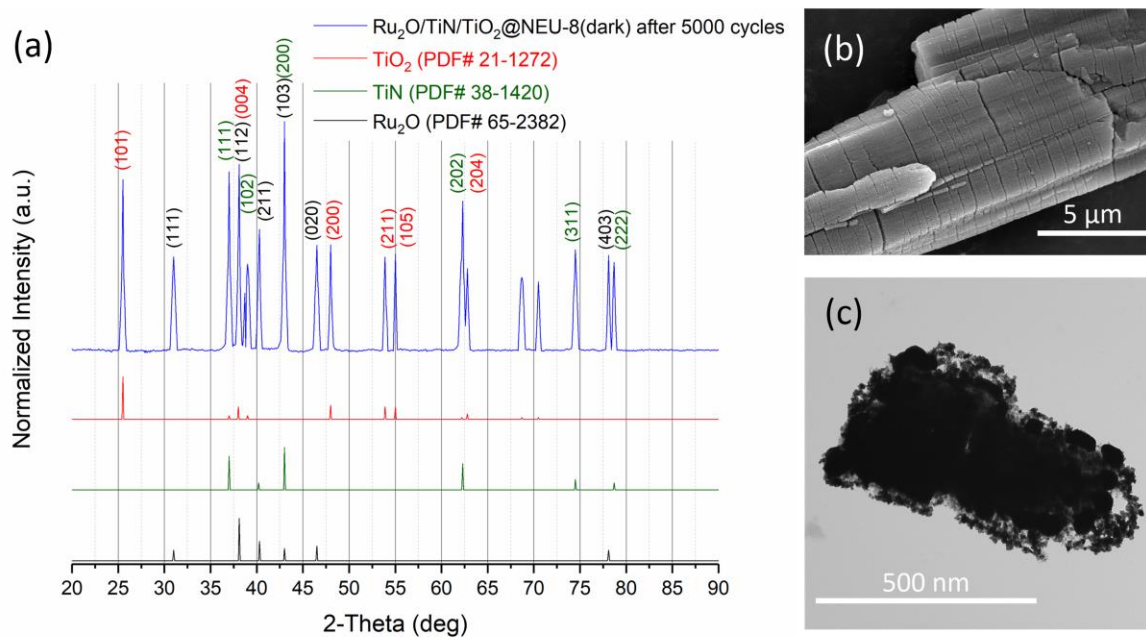 (a)
Ru₂O/TiN/TiO₂@NEU-8(dark) after 5000 cycles
TiO₂ (PDF# 21-1272)
TiN (PDF# 38-1420)
Ru₂O (PDF# 65-2382)
Normalized Intensity (a.u.)
(101)
(111)
(111)
(112) (004)
(102)
(211)
(103)(200)
(020)
(200)
(211)
(105)
(202)
(204)
(311)
(403)
(222)
20 25 30 35 40 45 50 55 60 65 70 75 80 85 90
2-Theta (deg)
(b)
5 μm
(c)
500 nm